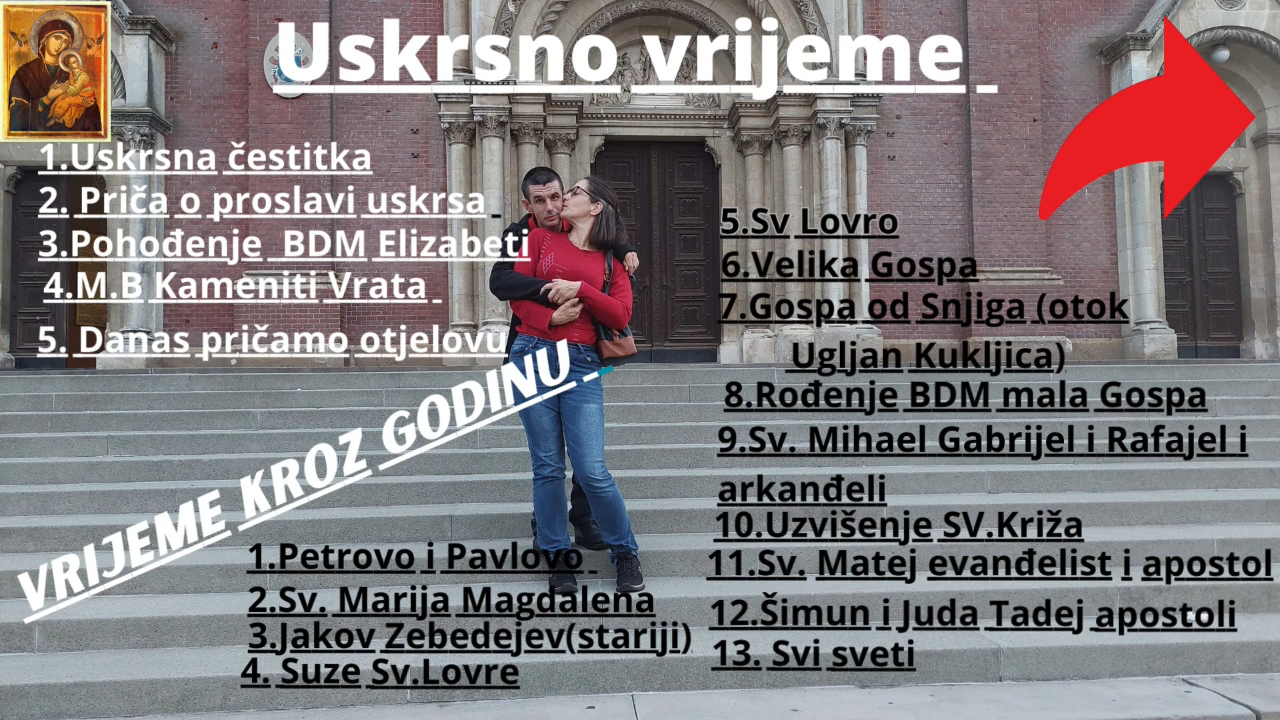 Uskrsno vrijeme
1.Uskrsna čestitka
2. Priča o proslavi uskrsa
3.Pohođenje BDM Elizabeti
4.M.B Kameniti Vrata
5. Danas pričamo otjelovu
VRIJEME KROZ GODINU
1.Petrovo i Pavlovo
2.Sv. Marija Magdalena
3.Jakov Zebedejev(stariji)
4. Suze Sv.Lovre
5.Sv Lovro
6.Velika Gospa
7.Gospa od Snjiga (otok
Ugljan Kukljica)
8.Rođenje BDM mala Gospa
9.Sv. Mihael Gabrijel i Rafajel i
arkanđeli
10.Uzvišenje SV.Križa
11.Sv. Matej evanđelist i apostol
12.Šimun i Juda Tadej apostoli
13. Svi sveti